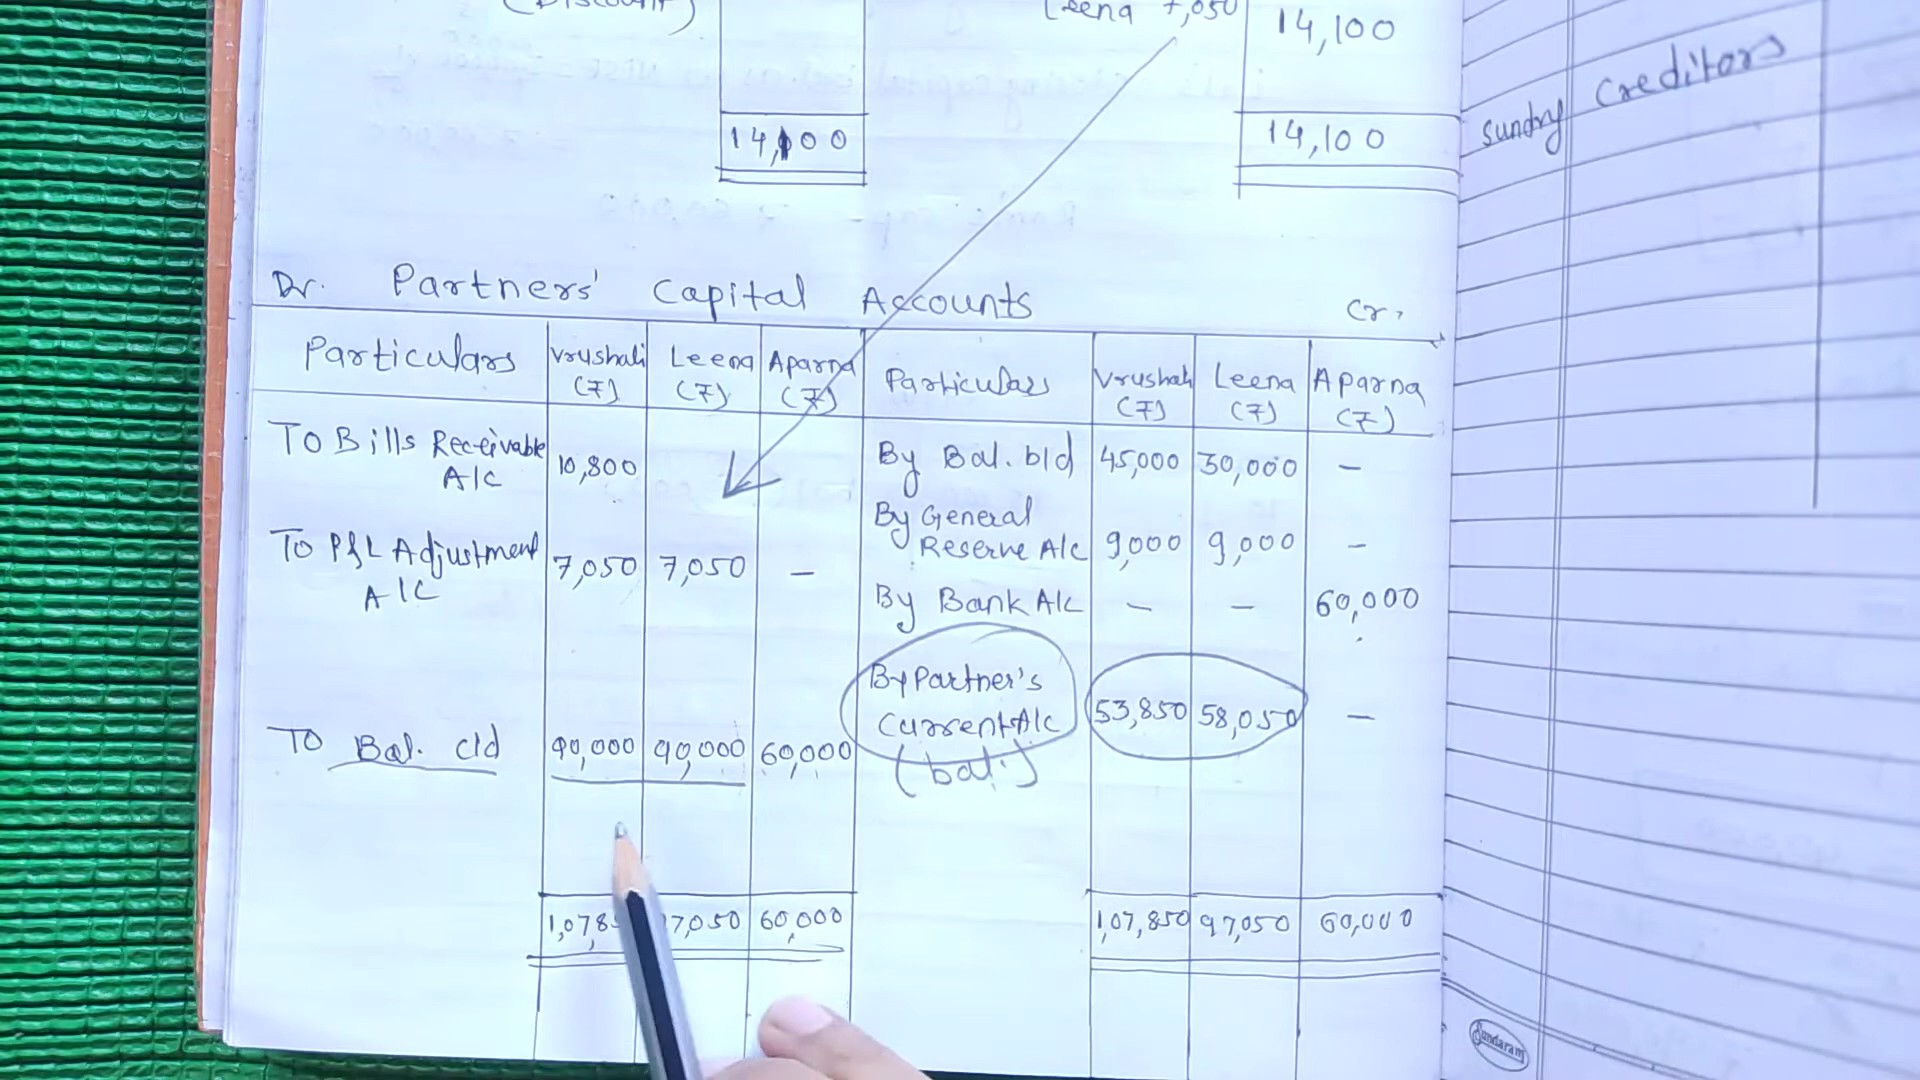 (Discount)
Leena 7,050
14,100
14,100
14,100
Sundry Creditors
Dr. Partners' Capital Accounts Cr.
Particulars Vrushali (₹) Leena (₹) Aparna (₹) Particulars Vrushali (₹) Leena (₹) Aparna (₹)
To Bills Receivable A/c 10,800
By Bal. b/d 45,000 30,000 —
By General Reserve A/c 9,000 9,000 —
To P&L Adjustment A/c 7,050 7,050 —
By Bank A/c — — 60,000
By Partner's Current A/c 53,850 58,050 —
(bal.)
To Bal. c/d 90,000 90,000 60,000
60,000 1,07,850 97,050 60,000
Sundaram